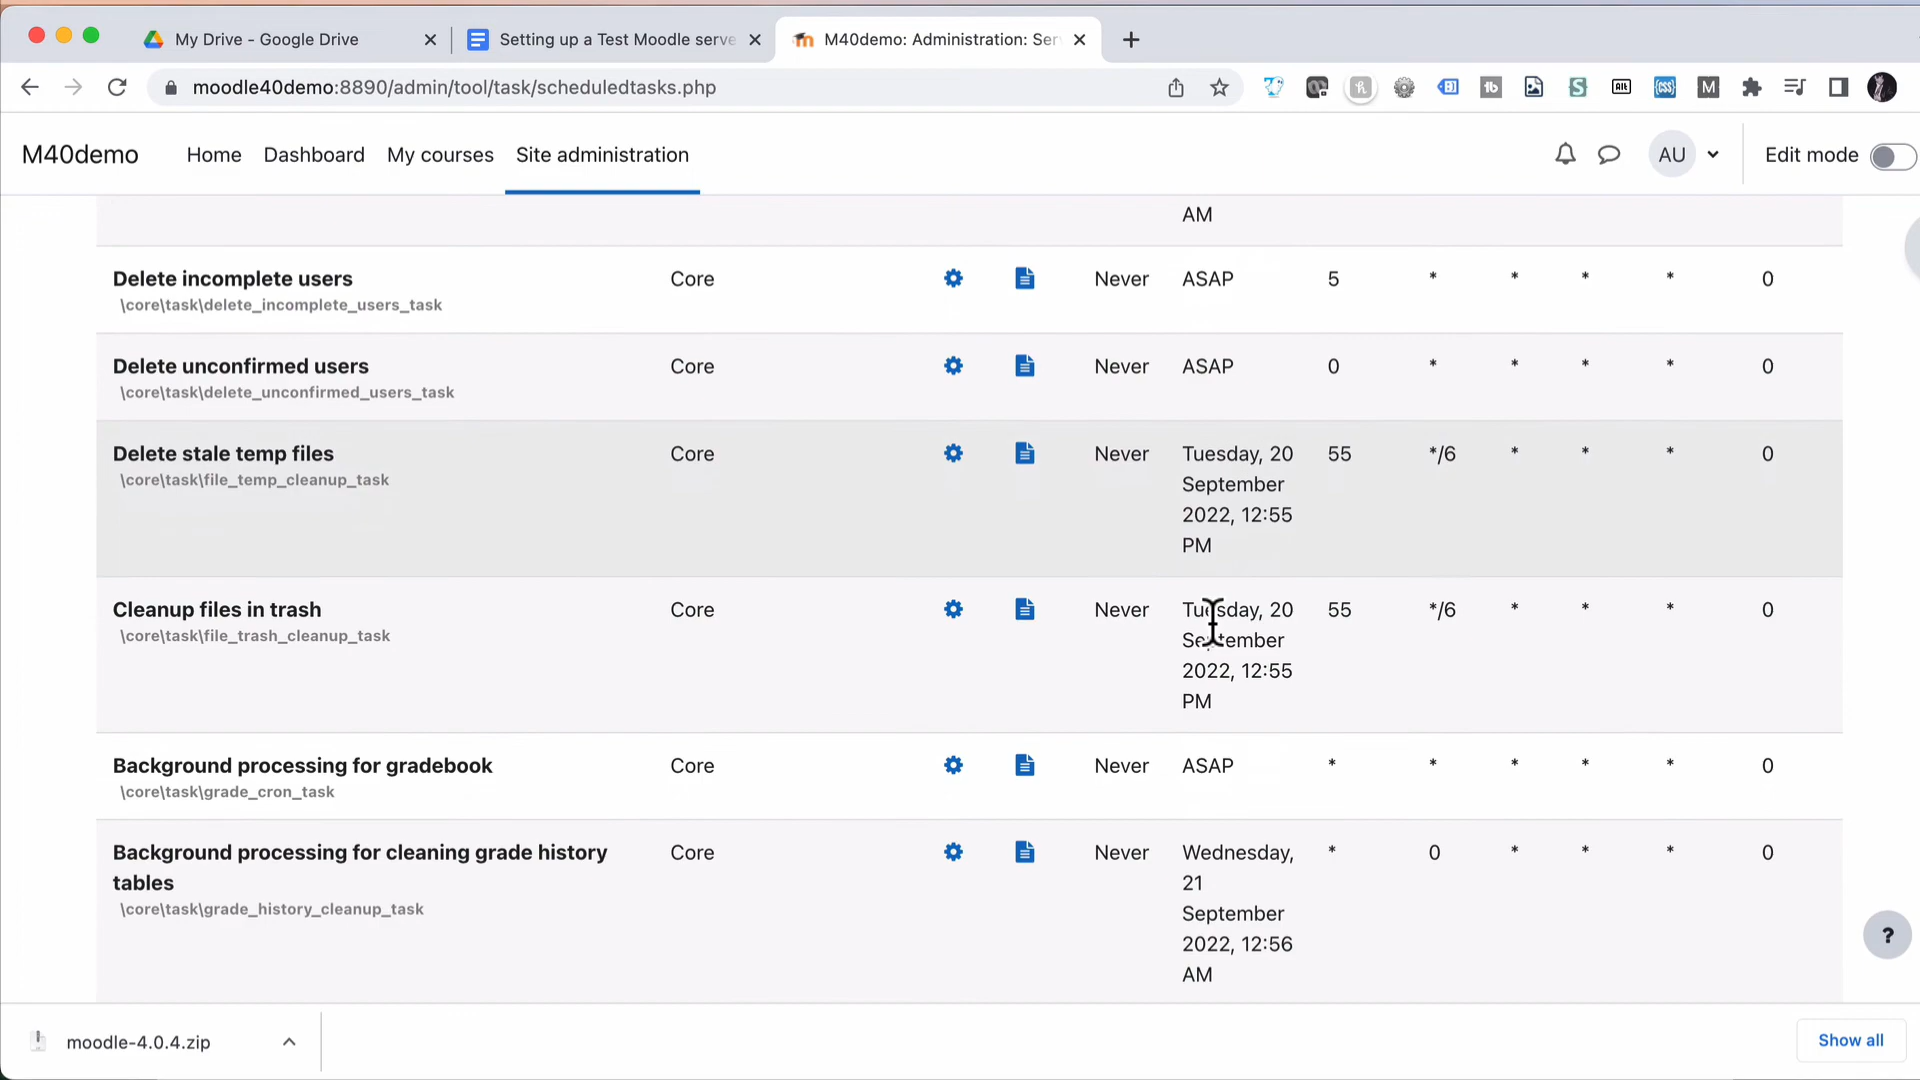 My Drive - Google Drive
Setting up a Test Moodle serve
M40demo: Administration: Ser
moodle40demo:8890/admin/tool/task/scheduledtasks.php
M40demo
Home
Dashboard
My courses
Site administration
AU
Edit mode
AM
Delete incomplete users Core Never ASAP 5 * * * * 0
\core\task\delete_incomplete_users_task
Delete unconfirmed users Core Never ASAP 0 * * * * 0
\core\task\delete_unconfirmed_users_task
Delete stale temp files Core Never Tuesday, 20 55 */6 * * * 0
\core\task\file_temp_cleanup_task
September
2022, 12:55
PM
Cleanup files in trash Core Never Tuesday, 20 55 */6 * * * 0
\core\task\file_trash_cleanup_task
September
2022, 12:55
PM
Background processing for gradebook Core Never ASAP * * * * * 0
\core\task\grade_cron_task
Background processing for cleaning grade history Core Never Wednesday, * 0 * * * 0
tables
21
\core\task\grade_history_cleanup_task
September
2022, 12:56
AM
?
moodle-4.0.4.zip
Show all